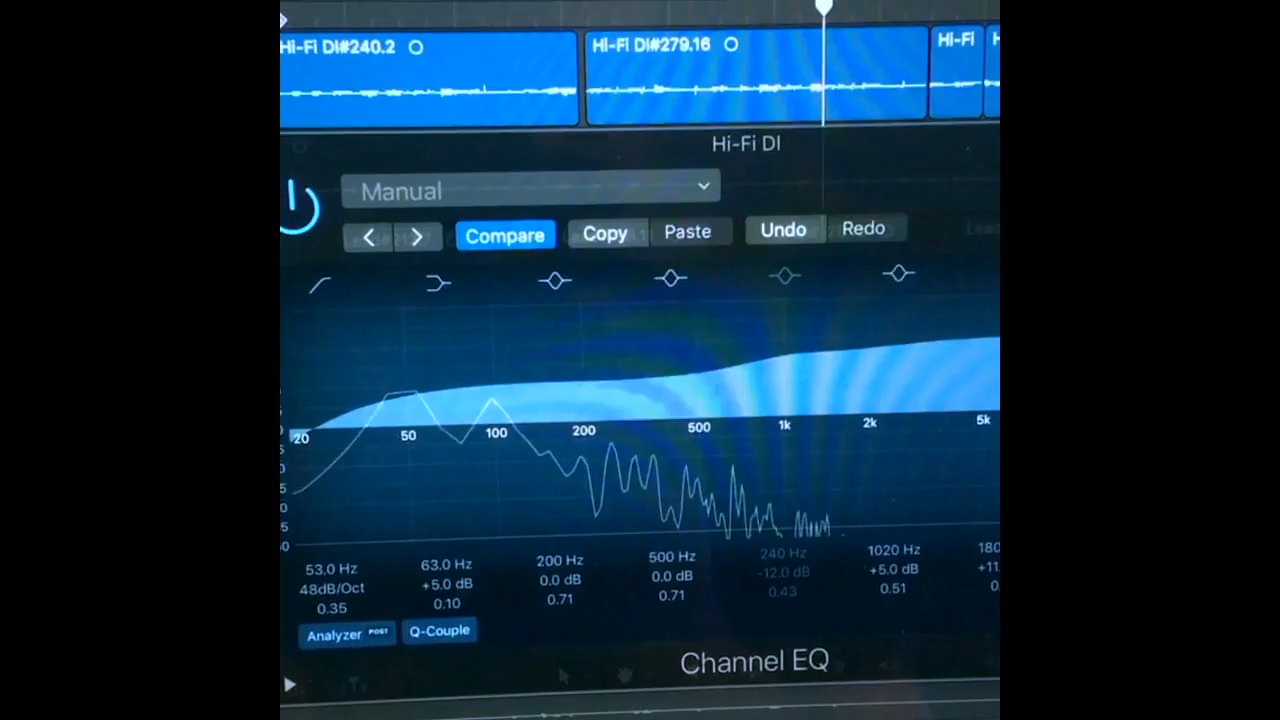 Hi-Fi DI#240.2
Hi-Fi DI#279.16
Hi-Fi
Hi-Fi DI
Manual
Compare
Copy
Paste
Undo
Redo
20 50 100 200 500 1k 2k 5k
53.0 Hz 63.0 Hz 200 Hz 500 Hz 240 Hz 1020 Hz
48dB/Oct +5.0 dB 0.0 dB 0.0 dB -12.0 dB +5.0 dB
0.35 0.10 0.71 0.71 0.43 0.51
Analyzer POST Q-Couple
Channel EQ